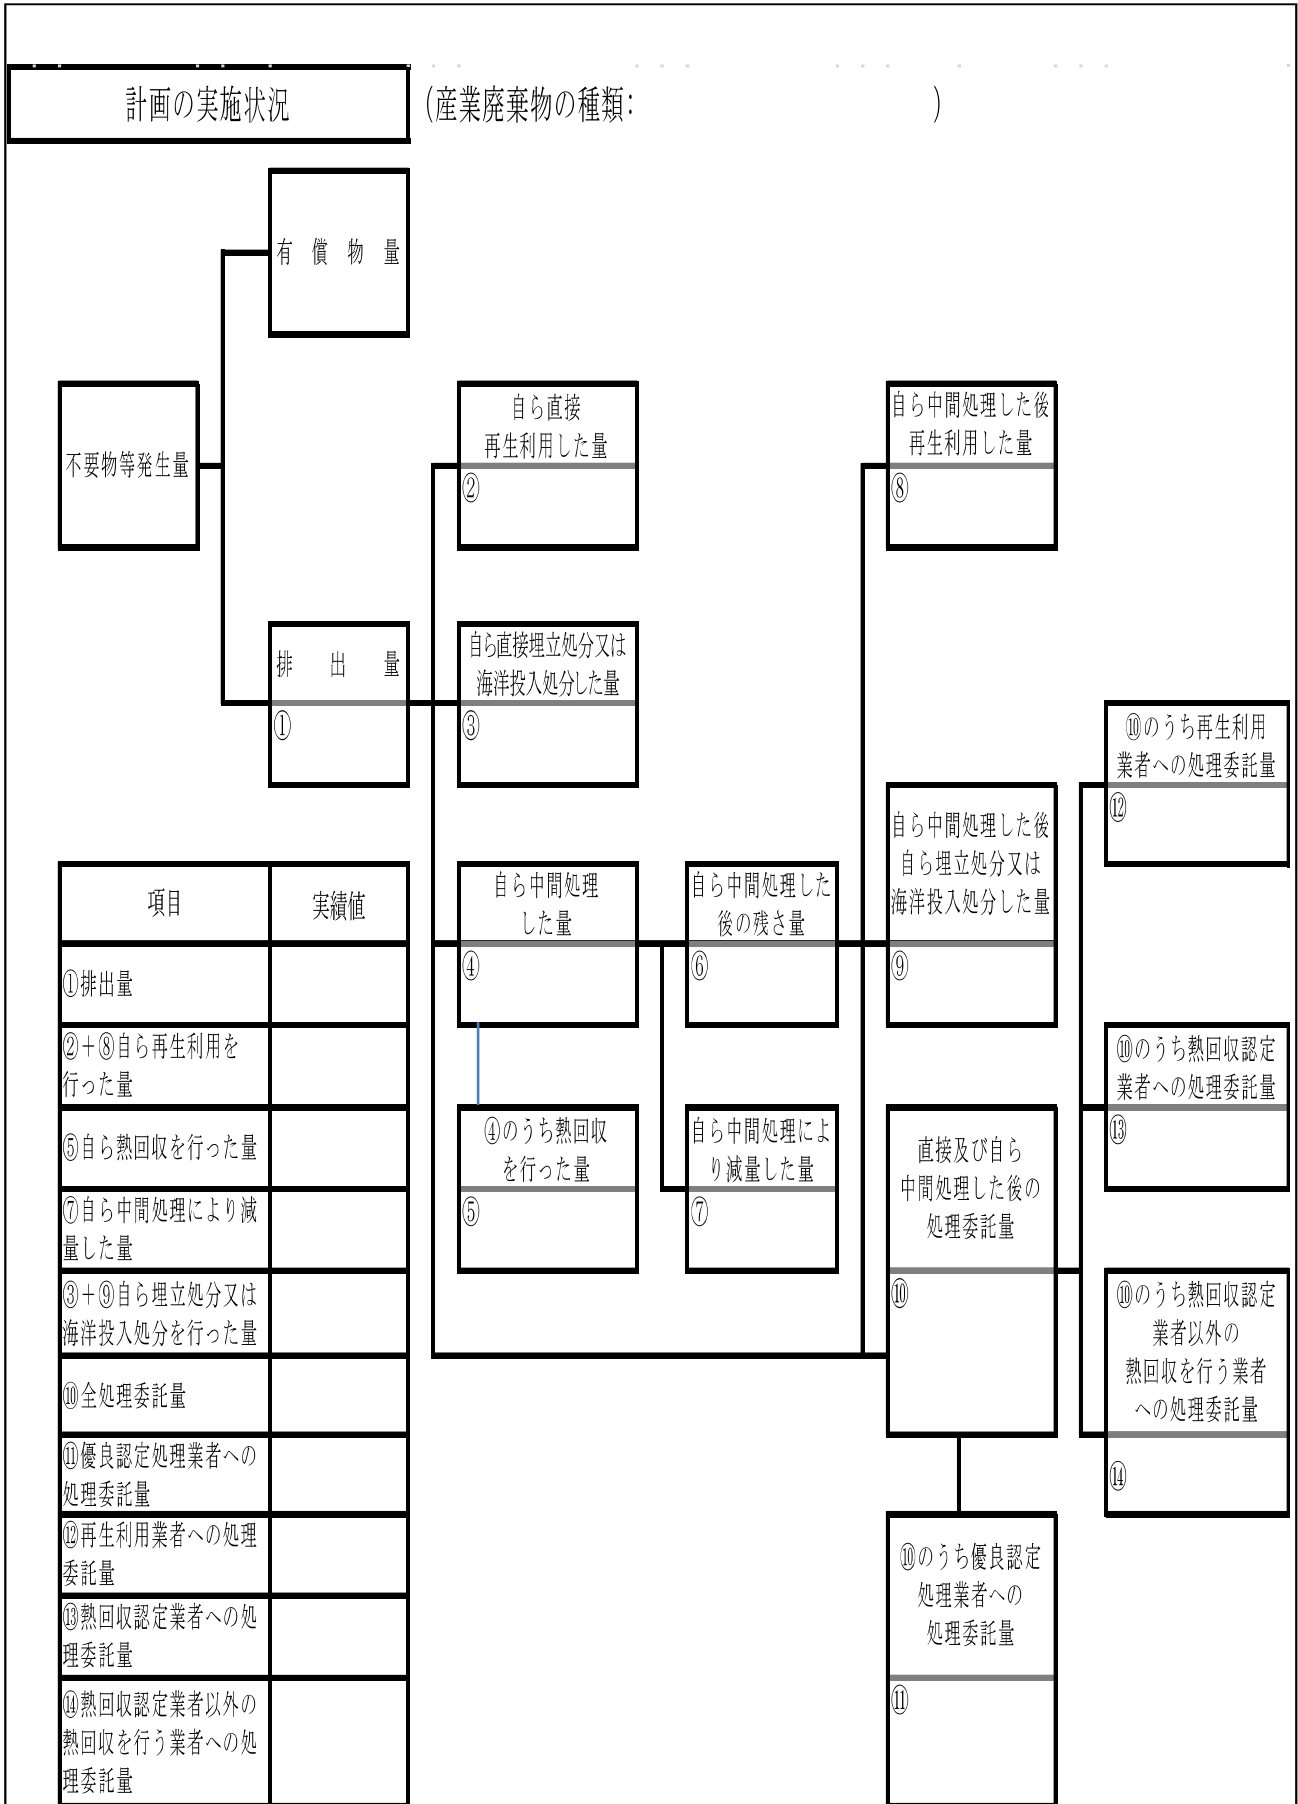 計画の実施状況
(産業廃棄物の種類: )
有 償 物 量
不要物等発生量
排 出 量
①
自ら直接
再生利用した量
②
自ら直接埋立処分又は
海洋投入処分した量
③
自ら中間処理
した量
④
④のうち熱回収
を行った量
⑤
自ら中間処理した
後の残さ量
⑥
自ら中間処理によ
り減量した量
⑦
自ら中間処理した後
再生利用した量
⑧
自ら中間処理した後
自ら埋立処分又は
海洋投入処分した量
⑨
直接及び自ら
中間処理した後の
処理委託量
⑩
⑩のうち優良認定
処理業者への
処理委託量
⑪
⑩のうち再生利用
業者への処理委託量
⑫
⑩のうち熱回収認定
業者への処理委託量
⑬
⑩のうち熱回収認定
業者以外の
熱回収を行う業者
への処理委託量
⑭
項目 実績値
①排出量
②+⑧自ら再生利用を
行った量
⑤自ら熱回収を行った量
⑦自ら中間処理により減
量した量
③+⑨自ら埋立処分又は
海洋投入処分を行った量
⑩全処理委託量
⑪優良認定処理業者への
処理委託量
⑫再生利用業者への処理
委託量
⑬熱回収認定業者への処
理委託量
⑭熱回収認定業者以外の
熱回収を行う業者への処
理委託量